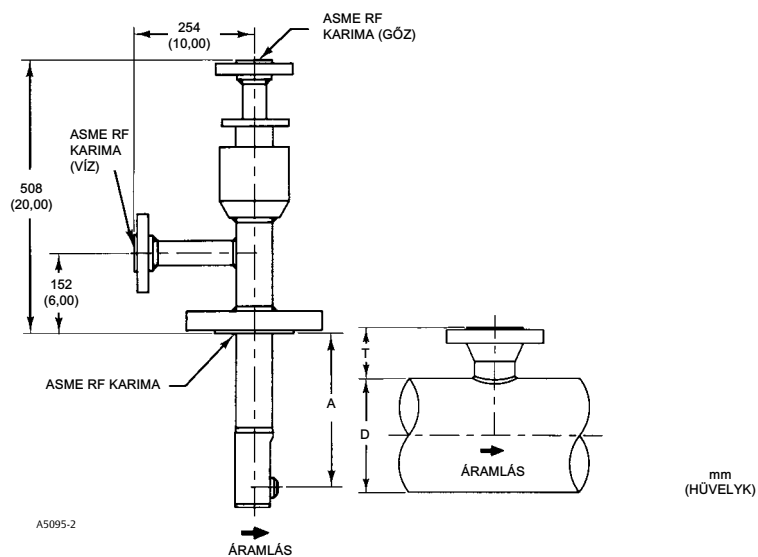 254
(10,00)
ASME RF
KARIMA (GŐZ)
ASME RF
KARIMA
(VÍZ)
508
(20,00)
152
(6,00)
ASME RF KARIMA
A
T
D
ÁRAMLÁS
mm
(HÜVELYK)
A5095-2
ÁRAMLÁS